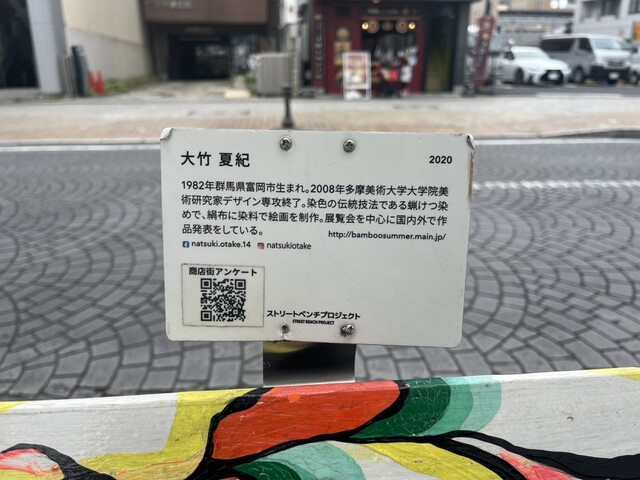 大竹 夏紀
2020
1982年群馬県富岡市生まれ。2008年多摩美術大学大学院美
術研究家デザイン専攻終了。染色の伝統技法である蝋けつ染
めで、絹布に染料で絵画を制作。展覧会を中心に国内外で作
品発表をしている。
http://bamboosummer.main.jp/
natsuki.otake.14 natsukiotake
商店街アンケート
ストリートベンチプロジェクト
STREET BENCH PROJECT